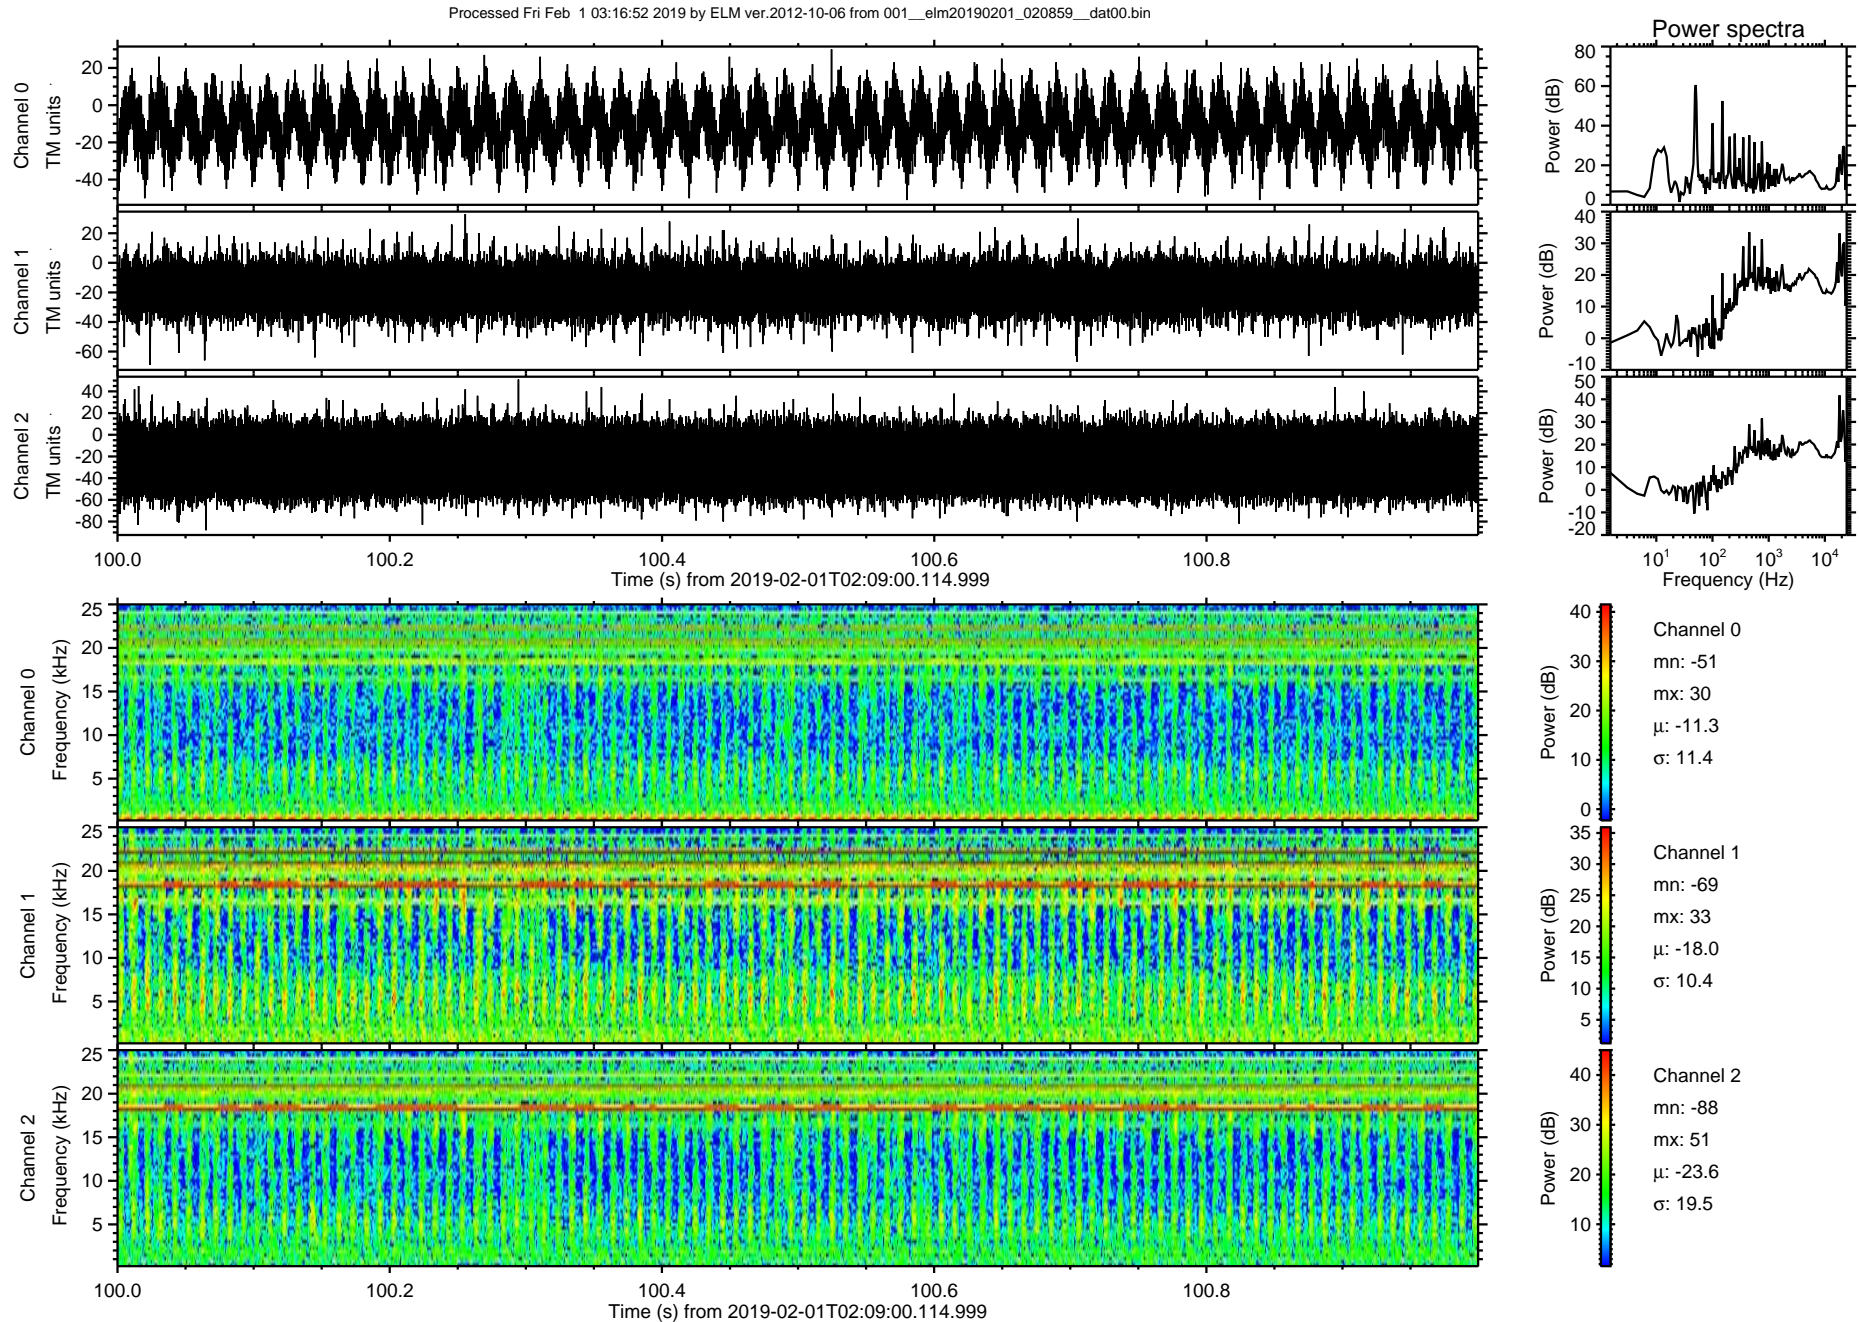 Processed Fri Feb  1 03:16:52 2019 by ELM ver.2012-10-06 from 001__elm20190201_020859__dat00.bin
Power spectra
Channel 0
TM units
20
0
-20
-40
Power (dB)
80
60
40
20
0
Channel 1
TM units
20
0
-20
-40
-60
Power (dB)
40
30
20
10
0
-10
Channel 2
TM units
40
20
0
-20
-40
-60
-80
Power (dB)
50
40
30
20
10
0
-10
-20
100.0 100.2 100.4 100.6 100.8
Time (s) from 2019-02-01T02:09:00.114.999
10¹ 10² 10³ 10⁴
Frequency (Hz)
Channel 0
Frequency (kHz)
25
20
15
10
5
Power (dB)
40
30
20
10
0
Channel 0
mn: -51
mx: 30
μ: -11.3
σ: 11.4
Channel 1
Frequency (kHz)
25
20
15
10
5
Power (dB)
35
30
25
20
15
10
5
Channel 1
mn: -69
mx: 33
μ: -18.0
σ: 10.4
Channel 2
Frequency (kHz)
25
20
15
10
5
Power (dB)
40
30
20
10
Channel 2
mn: -88
mx: 51
μ: -23.6
σ: 19.5
100.0 100.2 100.4 100.6 100.8
Time (s) from 2019-02-01T02:09:00.114.999